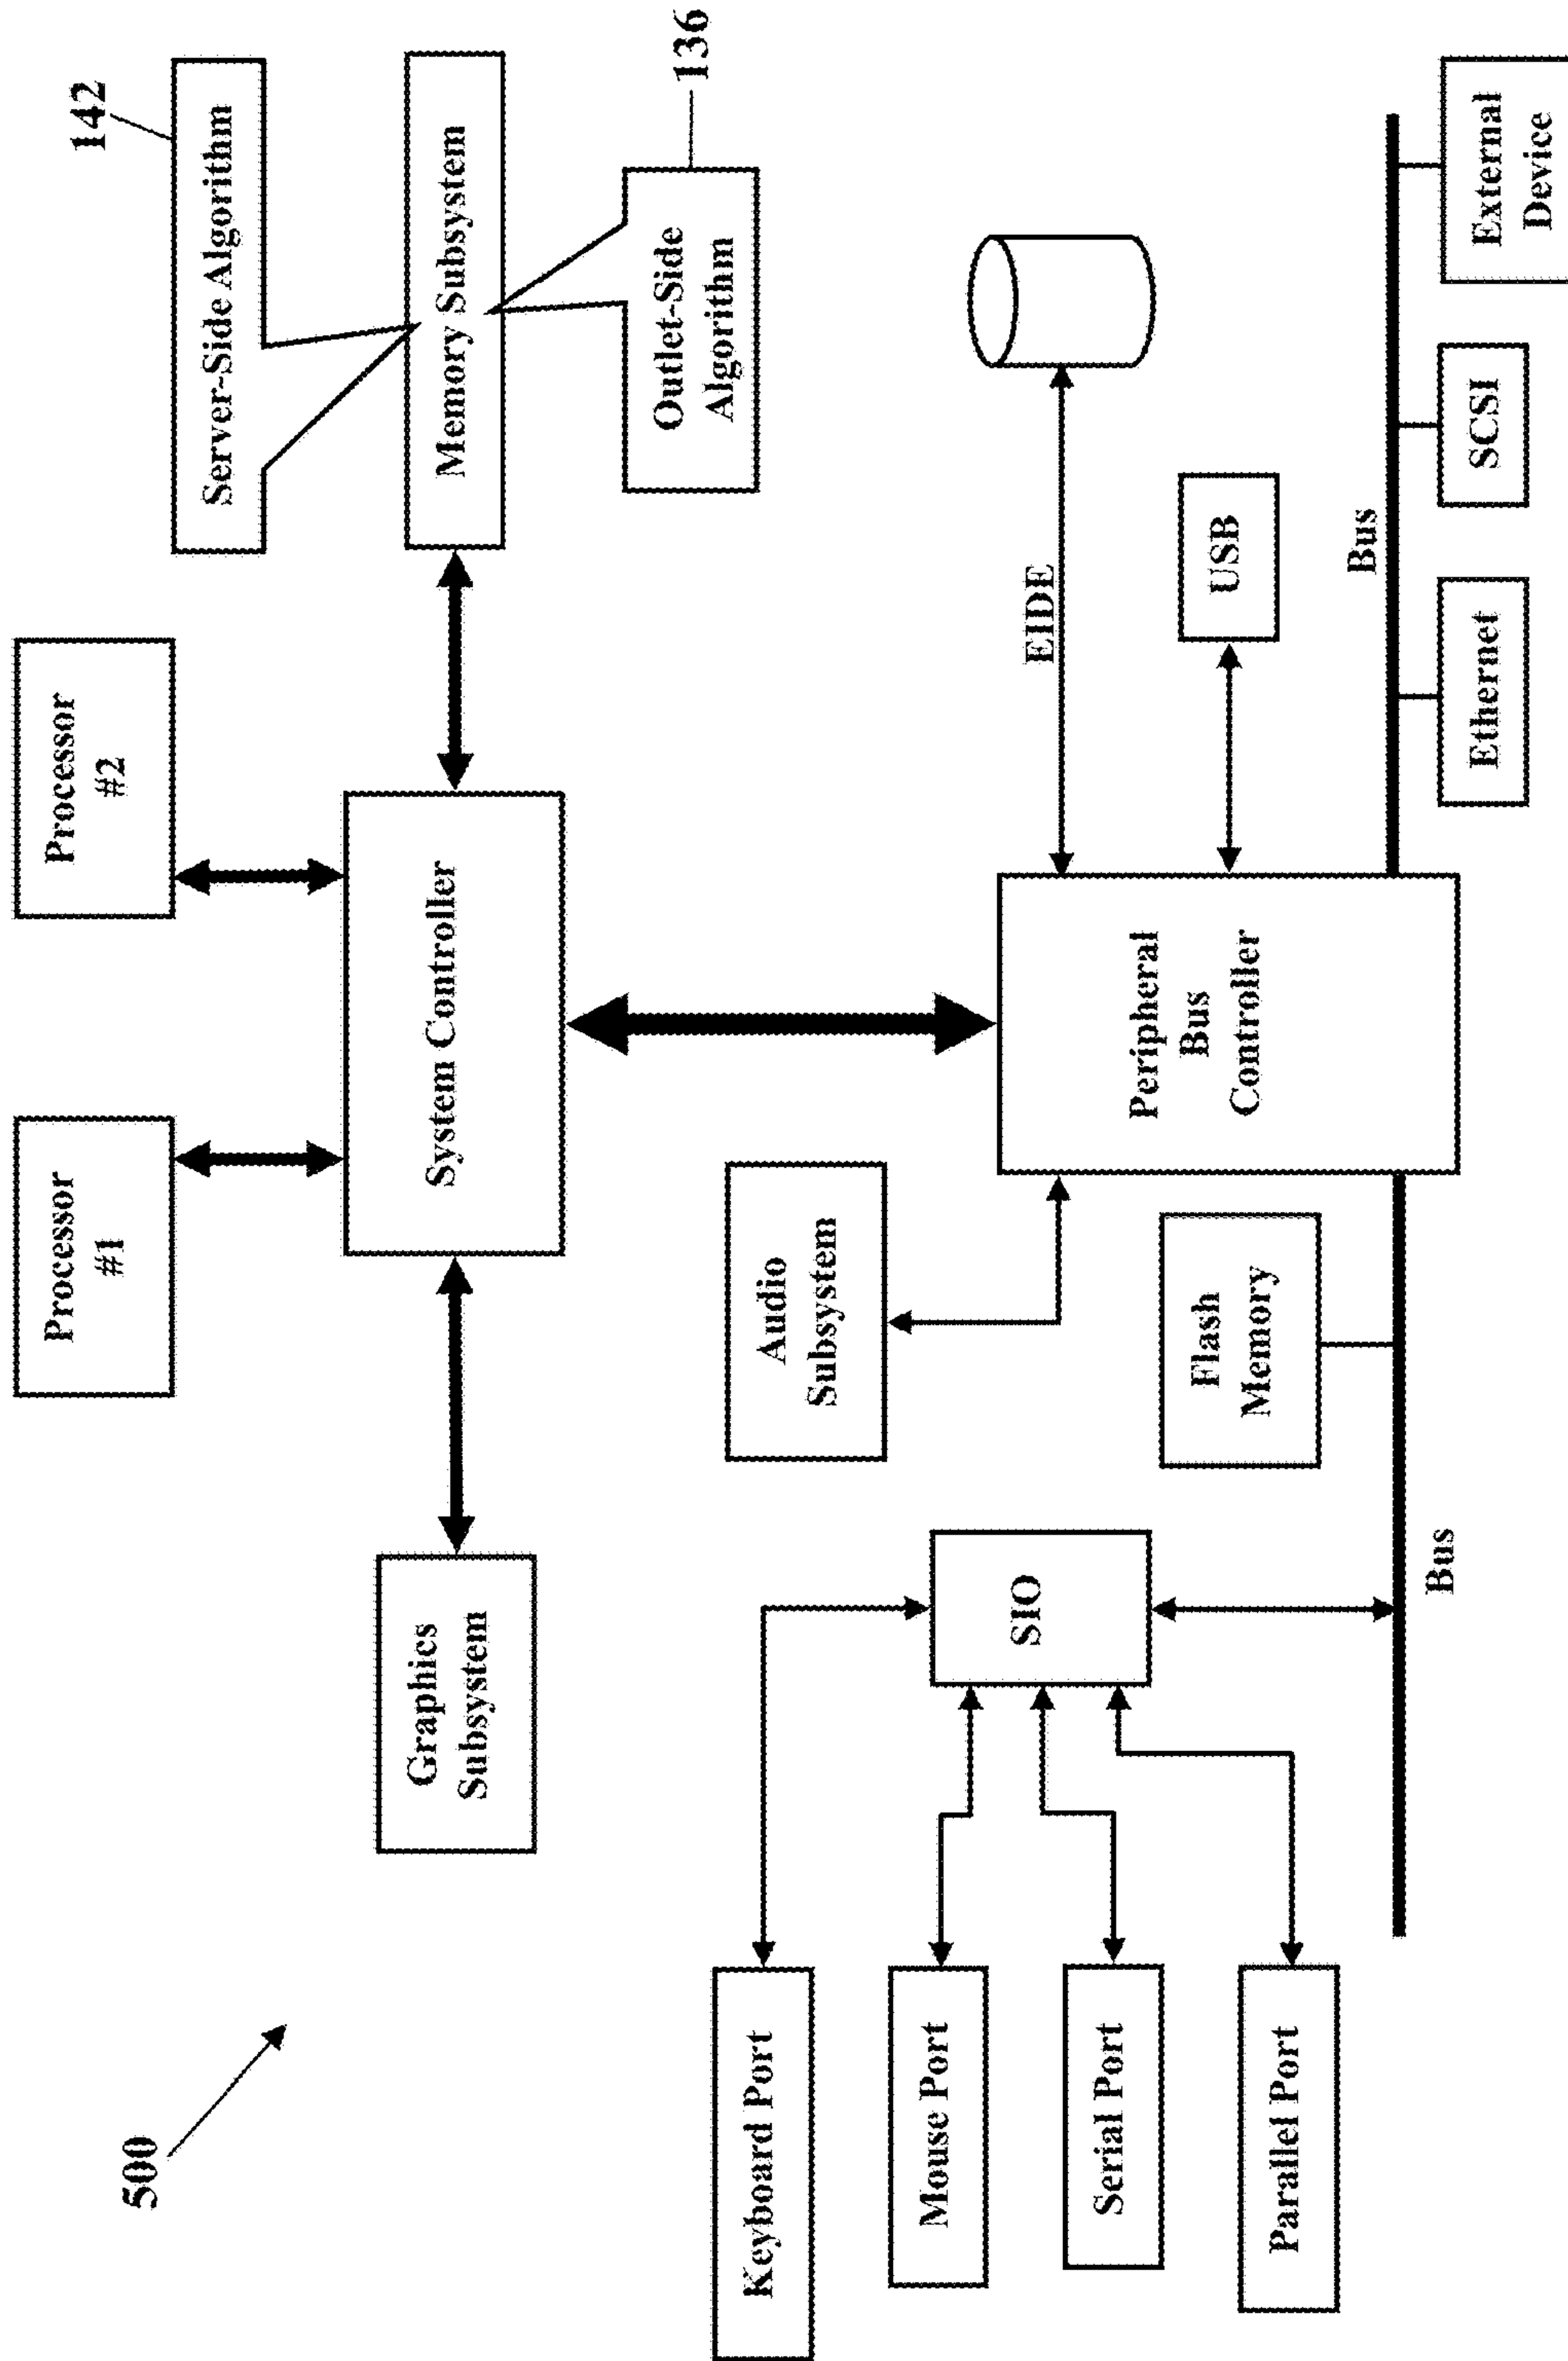 500
Processor
#1
Processor
#2
142
Server-Side Algorithm
Graphics
Subsystem
System Controller
Memory Subsystem
136
Outlet-Side
Algorithm
Keyboard Port
Mouse Port
Serial Port
Parallel Port
SIO
Audio
Subsystem
Flash
Memory
Peripheral
Bus
Controller
EIDE
USB
Bus
Bus
Ethernet
SCSI
External
Device